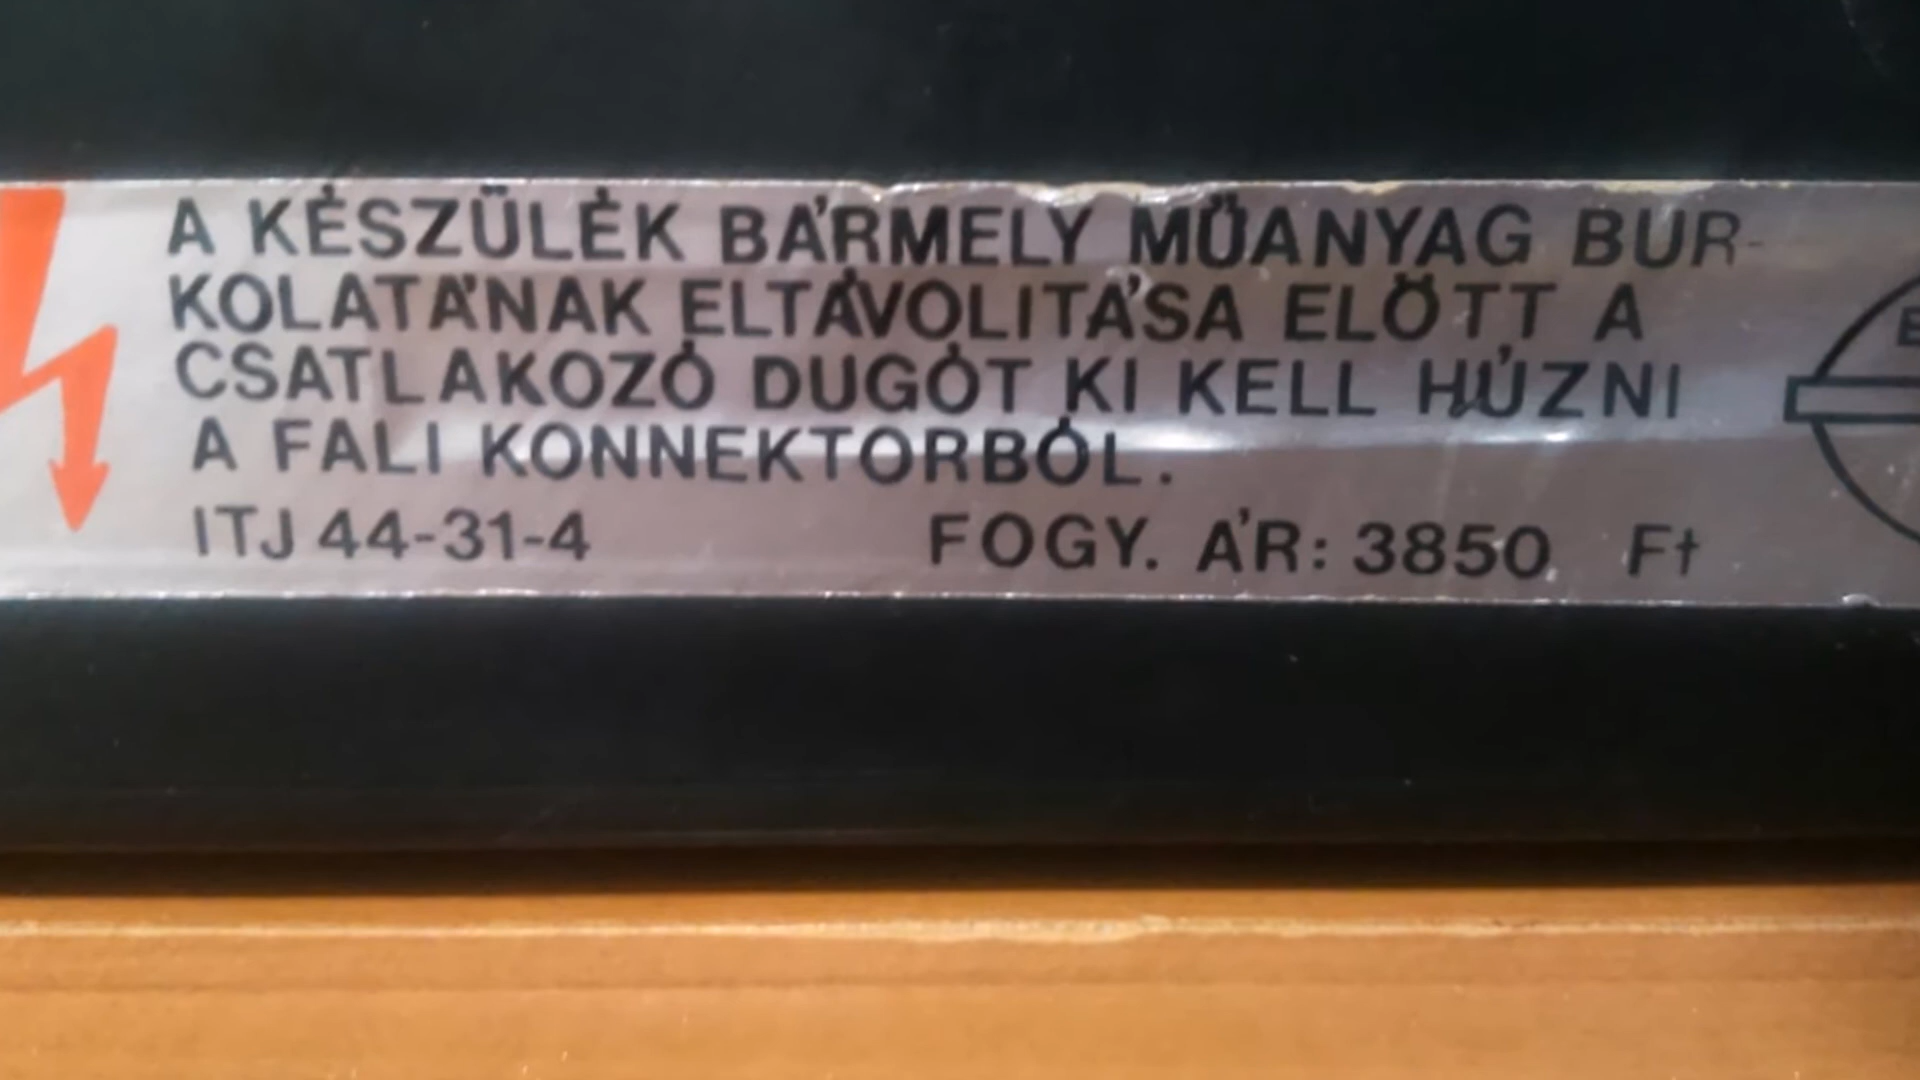 A KÉSZÜLÉK BÁRMELY MŰANYAG BUR-
KOLATÁNAK ELTÁVOLITÁSA ELŐTT A
CSATLAKOZÓ DUGÓT KI KELL HÚZNI
A FALI KONNEKTORBÓL.
ITJ 44-31-4 FOGY. ÁR: 3850 Ft